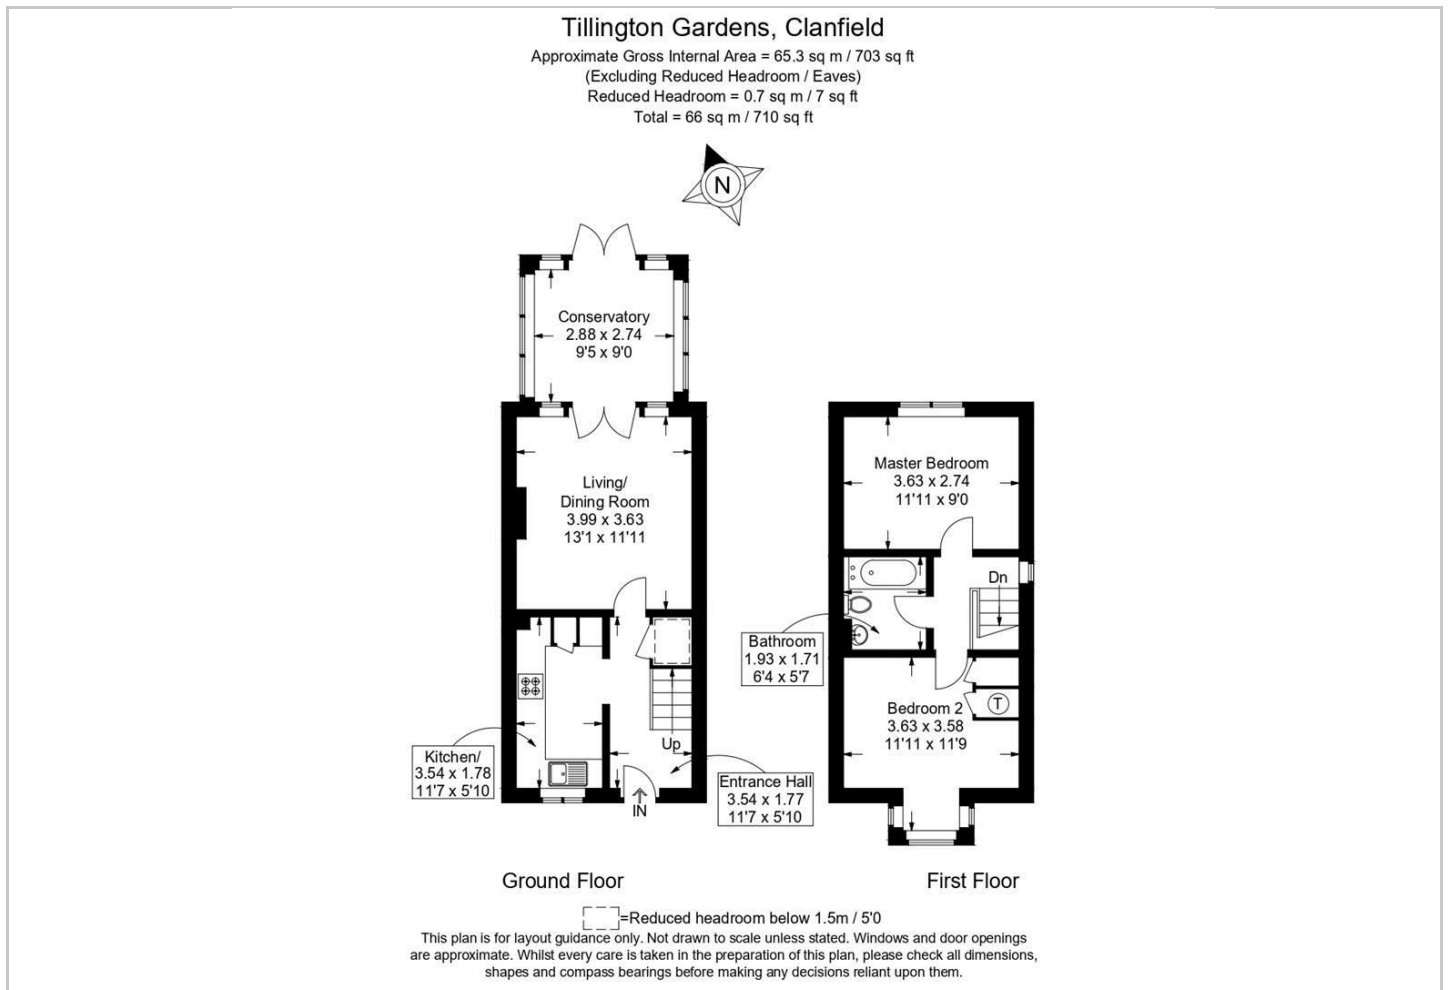 Tillington Gardens, Clanfield
Approximate Gross Internal Area = 65.3 sq m / 703 sq ft
(Excluding Reduced Headroom / Eaves)
Reduced Headroom = 0.7 sq m / 7 sq ft
Total = 66 sq m / 710 sq ft
N
Conservatory
2.88 x 2.74
9'5 x 9'0
Living/
Dining Room
3.99 x 3.63
13'1 x 11'11
Master Bedroom
3.63 x 2.74
11'11 x 9'0
Dn
Bathroom
1.93 x 1.71
6'4 x 5'7
Bedroom 2
3.63 x 3.58
11'11 x 11'9
T
Up
Kitchen/
3.54 x 1.78
11'7 x 5'10
Entrance Hall
3.54 x 1.77
11'7 x 5'10
IN
Ground Floor
First Floor
=Reduced headroom below 1.5m / 5'0
This plan is for layout guidance only. Not drawn to scale unless stated. Windows and door openings
are approximate. Whilst every care is taken in the preparation of this plan, please check all dimensions,
shapes and compass bearings before making any decisions reliant upon them.